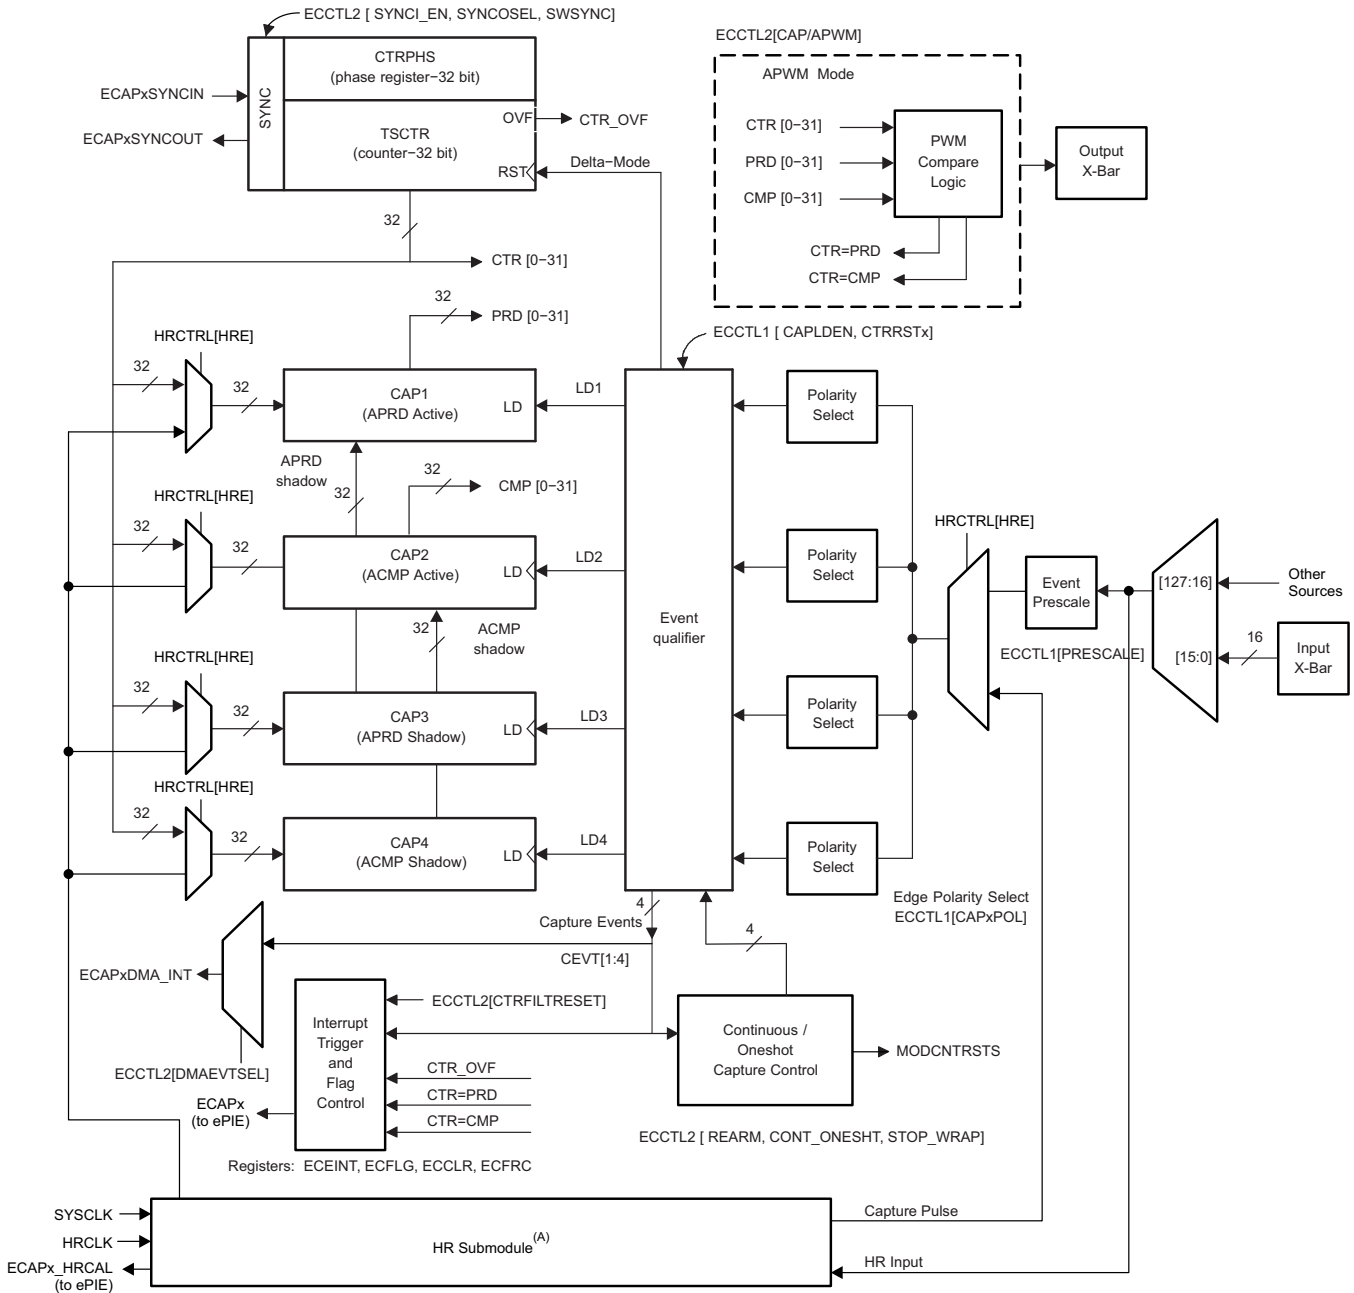 ECCTL2 [ SYNCI_EN, SYNCOSEL, SWSYNC]
SYNC
CTRPHS
(phase register−32 bit)
ECAPxSYNCIN
ECAPxSYNCOUT
TSCTR
(counter−32 bit)
OVF
CTR_OVF
RST
Delta−Mode
32
CTR [0−31]
32
PRD [0−31]
ECCTL2[CAP/APWM]
APWM Mode
CTR [0−31]
PRD [0−31]
CMP [0−31]
PWM
Compare
Logic
Output
X-Bar
CTR=PRD
CTR=CMP
ECCTL1 [ CAPLDEN, CTRRSTx]
HRCTRL[HRE]
32
32
CAP1
(APRD Active)
LD
LD1
Polarity
Select
APRD
shadow
32
32
CMP [0−31]
HRCTRL[HRE]
32
32
CAP2
(ACMP Active)
LD
LD2
Polarity
Select
32
ACMP
shadow
Event
qualifier
HRCTRL[HRE]
Event
Prescale
ECCTL1[PRESCALE]
[127:16]
[15:0]
Other
Sources
16
Input
X-Bar
HRCTRL[HRE]
32
32
CAP3
(APRD Shadow)
LD
LD3
Polarity
Select
HRCTRL[HRE]
32
32
CAP4
(ACMP Shadow)
LD
LD4
Polarity
Select
Edge Polarity Select
ECCTL1[CAPxPOL]
4
Capture Events
CEVT[1:4]
4
ECAPxDMA_INT
ECCTL2[DMAEVTSEL]
Interrupt
Trigger
and
Flag
Control
ECCTL2[CTRFILTRESET]
CTR_OVF
CTR=PRD
CTR=CMP
ECAPx
(to ePIE)
Continuous /
Oneshot
Capture Control
MODCNTRSTS
ECCTL2 [ REARM, CONT_ONESHT, STOP_WRAP]
Registers: ECEINT, ECFLG, ECCLR, ECFRC
SYSCLK
HRCLK
ECAPx_HRCAL
(to ePIE)
HR Submodule(A)
Capture Pulse
HR Input